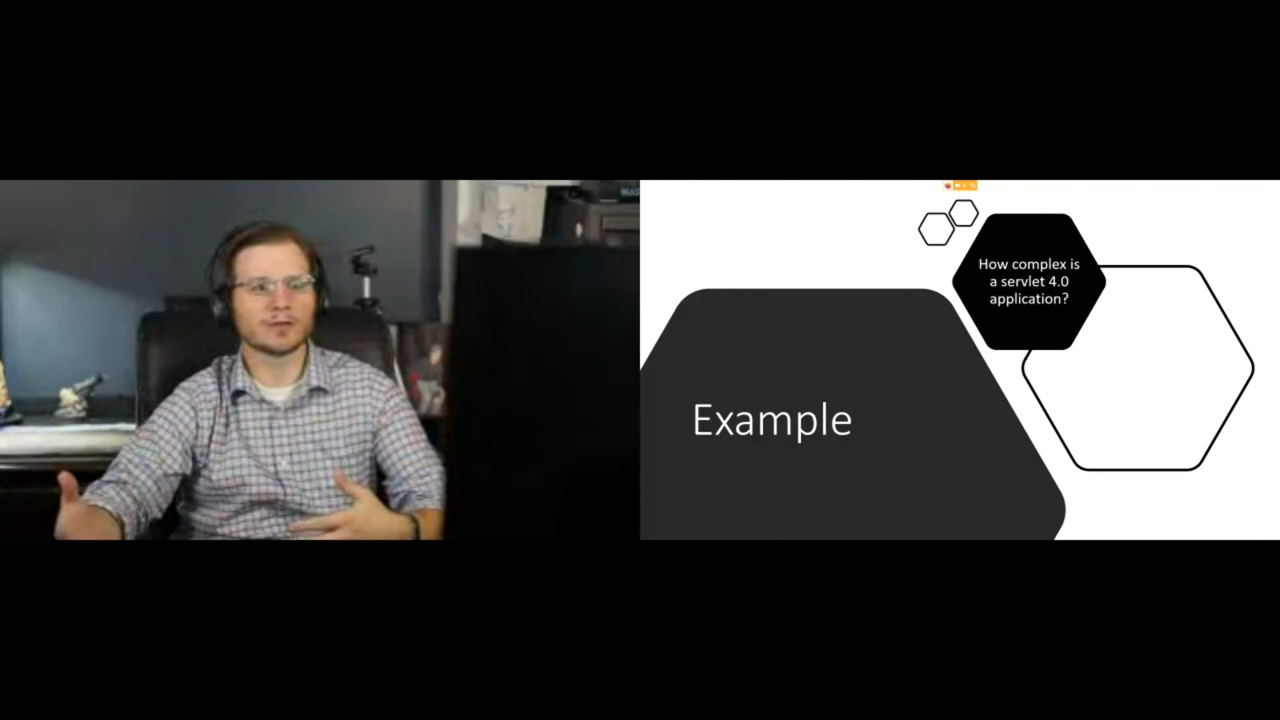 How complex is
a servlet 4.0
application?
Example